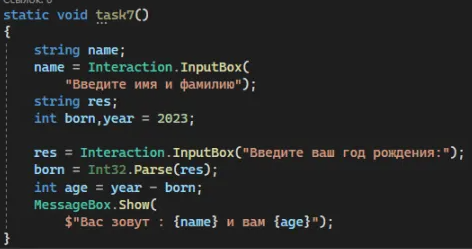 Ссылок: 0
static void task7()
{
string name;
name = Interaction.InputBox(
"Введите имя и фамилию");
string res;
int born,year = 2023;
res = Interaction.InputBox("Введите ваш год рождения:");
born = Int32.Parse(res);
int age = year - born;
MessageBox.Show(
$"Вас зовут : {name} и вам {age}");
}